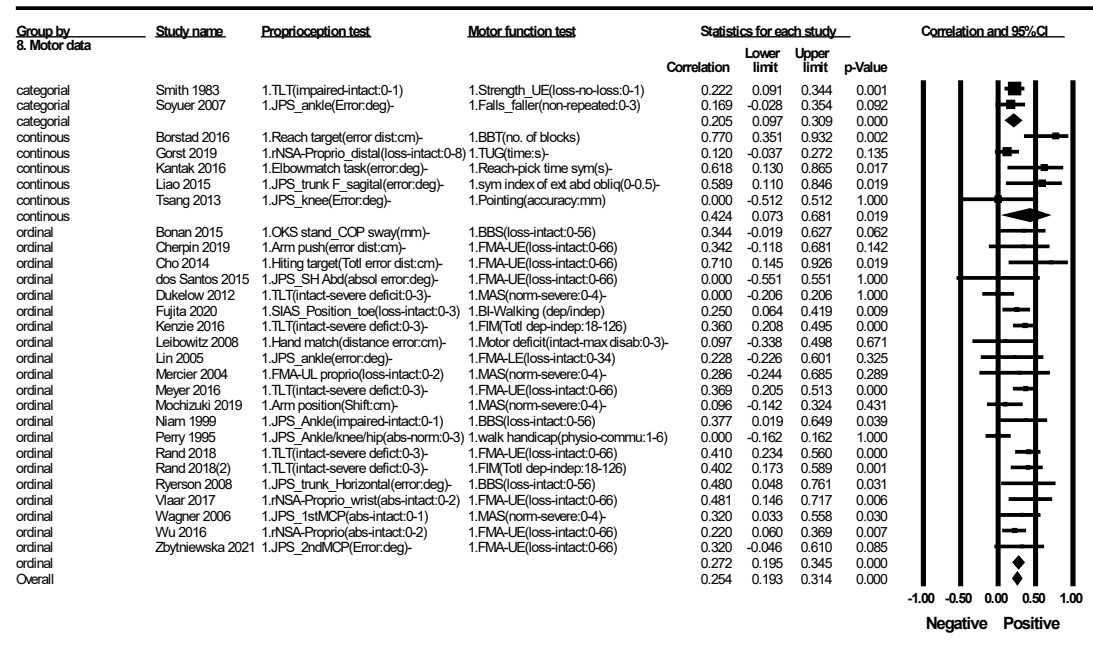 Group by Study name Proprioception test Motor function test Statistics for each study Correlation and 95%CI
8. Motor data
Correlation Lower limit Upper limit p-Value
categorial Smith 1983 1.TLT(impaired-intact:0-1) 1.Strength_UE(loss-no-loss:0-1) 0.222 0.091 0.344 0.001
categorial Soyuer 2007 1.JPS_ankle(Error:deg)- 1.Falls_faller(non-repeated:0-3) 0.169 -0.028 0.354 0.092
categorial 0.205 0.097 0.309 0.000
continous Borstad 2016 1.Reach target(error dist:cm)- 1.BBT(no. of blocks) 0.770 0.351 0.932 0.002
continous Gorst 2019 1.rNSA-Proprio_distal(loss-intact:0-8) 1.TUG(time:s)- 0.120 -0.037 0.272 0.135
continous Kantak 2016 1.Elbowmatch task(error:deg)- 1.Reach-pick time sym(s)- 0.618 0.130 0.865 0.017
continous Liao 2015 1.JPS_trunk F_sagital(error:deg)- 1.sym index of ext abd obliq(0-0.5)- 0.589 0.110 0.846 0.019
continous Tsang 2013 1.JPS_knee(Error:deg)- 1.Pointing(accuracy:mm) 0.000 -0.512 0.512 1.000
continous 0.424 0.073 0.681 0.019
ordinal Bonan 2015 1.OKS stand_COP sway(mm)- 1.BBS(loss-intact:0-56) 0.344 -0.019 0.627 0.062
ordinal Cherpin 2019 1.Arm push(error dist:cm)- 1.FMA-UE(loss-intact:0-66) 0.342 -0.118 0.681 0.142
ordinal Cho 2014 1.Hiting target(Totl error dist:cm)- 1.FMA-UE(loss-intact:0-66) 0.710 0.145 0.926 0.019
ordinal dos Santos 2015 1.JPS_SH Abd(absol error:deg)- 1.FMA-UE(loss-intact:0-66) 0.000 -0.551 0.551 1.000
ordinal Dukelow 2012 1.TLT(intact-severe deficit:0-3)- 1.MAS(norm-severe:0-4)- 0.000 -0.206 0.206 1.000
ordinal Fujita 2020 1.SIAS_Position_toe(loss-intact:0-3) 1.BI-Walking (dep/indep) 0.250 0.064 0.419 0.009
ordinal Kenzie 2016 1.TLT(intact-severe defict:0-3)- 1.FIM(Totl dep-indep:18-126) 0.360 0.208 0.495 0.000
ordinal Leibowitz 2008 1.Hand match(distance error:cm)- 1.Motor deficit(intact-max disab:0-3)- 0.097 -0.338 0.498 0.671
ordinal Lin 2005 1.JPS_ankle(error:deg)- 1.FMA-LE(loss-intact:0-34) 0.228 -0.226 0.601 0.325
ordinal Mercier 2004 1.FMA-UL proprio(loss-intact:0-2) 1.MAS(norm-severe:0-4)- 0.286 -0.244 0.685 0.289
ordinal Meyer 2016 1.TLT(intact-severe defict:0-3)- 1.FMA-UE(loss-intact:0-66) 0.369 0.205 0.513 0.000
ordinal Mochizuki 2019 1.Arm position(Shift:cm)- 1.MAS(norm-severe:0-4)- 0.096 -0.142 0.324 0.431
ordinal Niam 1999 1.JPS_Ankle(impaired-intact:0-1) 1.BBS(loss-intact:0-56) 0.377 0.019 0.649 0.039
ordinal Perry 1995 1.JPS_Ankle/knee/hip(abs-norm:0-3) 1.walk handicap(physio-commu:1-6) 0.000 -0.162 0.162 1.000
ordinal Rand 2018 1.TLT(intact-severe defict:0-3)- 1.FMA-UE(loss-intact:0-66) 0.410 0.234 0.560 0.000
ordinal Rand 2018(2) 1.TLT(intact-severe defict:0-3)- 1.FIM(Totl dep-indep:18-126) 0.402 0.173 0.589 0.001
ordinal Ryerson 2008 1.JPS_trunk_Horizontal(error:deg)- 1.BBS(loss-intact:0-56) 0.480 0.048 0.761 0.031
ordinal Vlaar 2017 1.rNSA-Proprio_wrist(abs-intact:0-2) 1.FMA-UE(loss-intact:0-66) 0.481 0.146 0.717 0.006
ordinal Wagner 2006 1.JPS_1stMCP(abs-intact:0-1) 1.MAS(norm-severe:0-4)- 0.320 0.033 0.558 0.030
ordinal Wu 2016 1.rNSA-Proprio(abs-intact:0-2) 1.FMA-UE(loss-intact:0-66) 0.220 0.060 0.369 0.007
ordinal Zbytniewska 2021 1.JPS_2ndMCP(Error:deg)- 1.FMA-UE(loss-intact:0-66) 0.320 -0.046 0.610 0.085
ordinal 0.272 0.195 0.345 0.000
Overall 0.254 0.193 0.314 0.000
-1.00 -0.50 0.00 0.50 1.00
Negative Positive